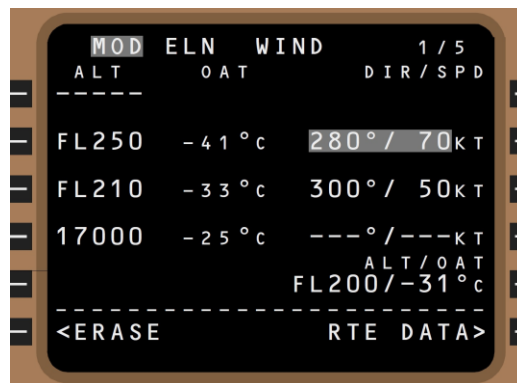 MOD ELN WIND 1/5
ALT OAT DIR/SPD
-----
FL250 -41°C 280°/ 70KT
FL210 -33°C 300°/ 50KT
17000 -25°C ---°/---KT
ALT/OAT
FL200/-31°C
------------------------
<ERASE RTE DATA>